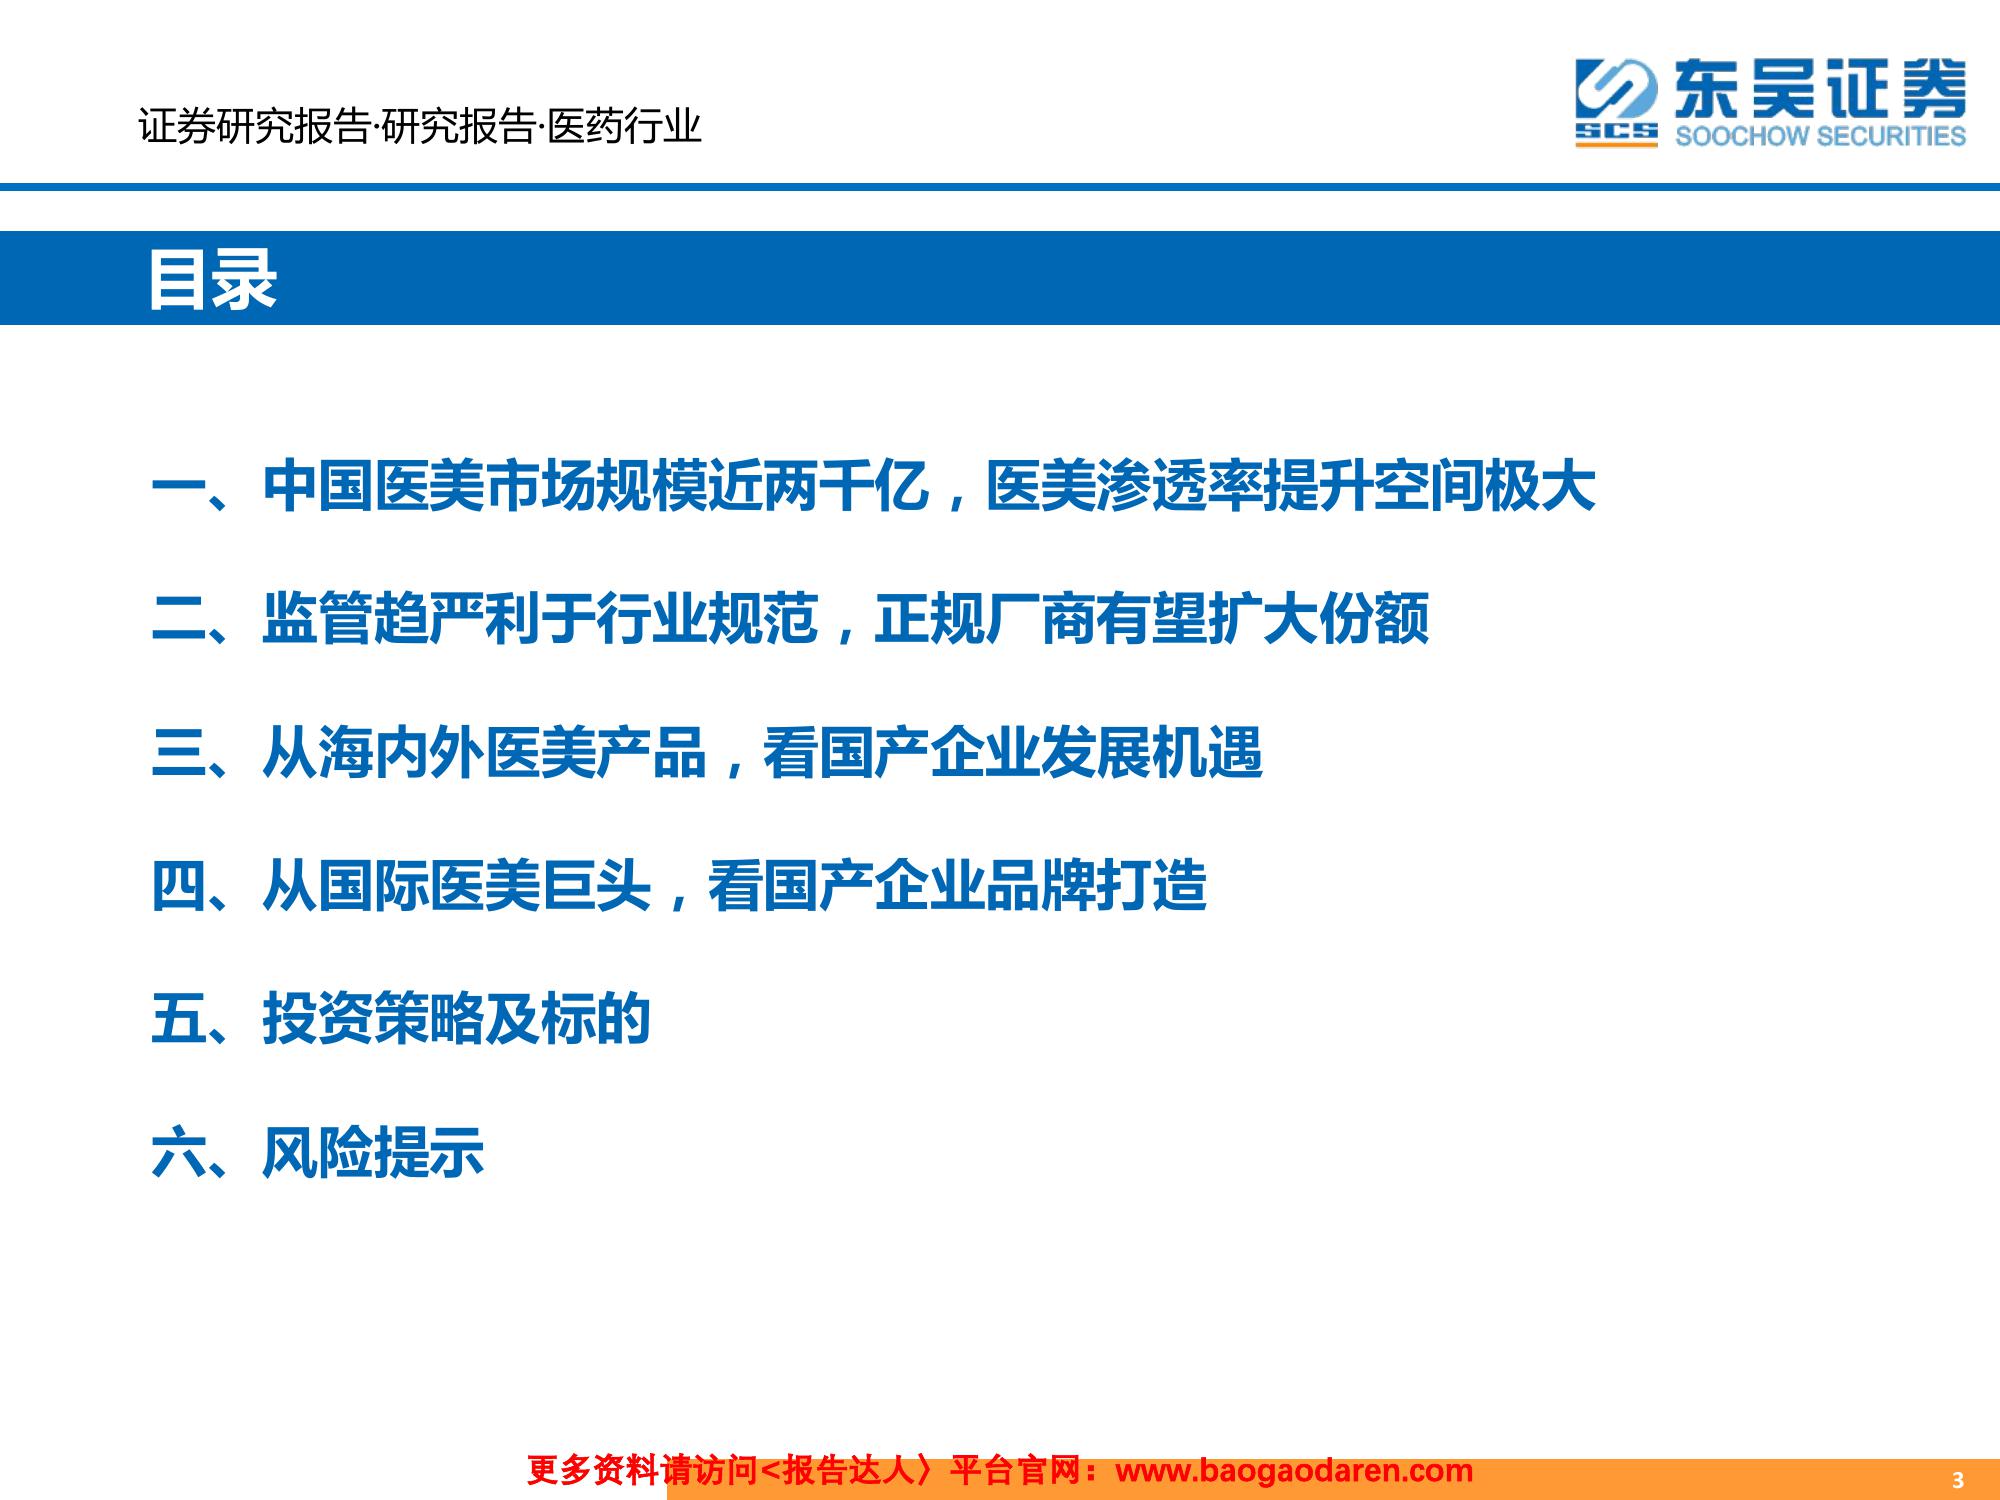 证券研究报告·研究报告·医药行业
SCS
东吴证券
SOOCHOW SECURITIES
目录
一、中国医美市场规模近两千亿，医美渗透率提升空间极大
二、监管趋严利于行业规范，正规厂商有望扩大份额
三、从海内外医美产品，看国产企业发展机遇
四、从国际医美巨头，看国产企业品牌打造
五、投资策略及标的
六、风险提示
更多资料请访问<报告达人〉平台官网：www.baogaodaren.com
3